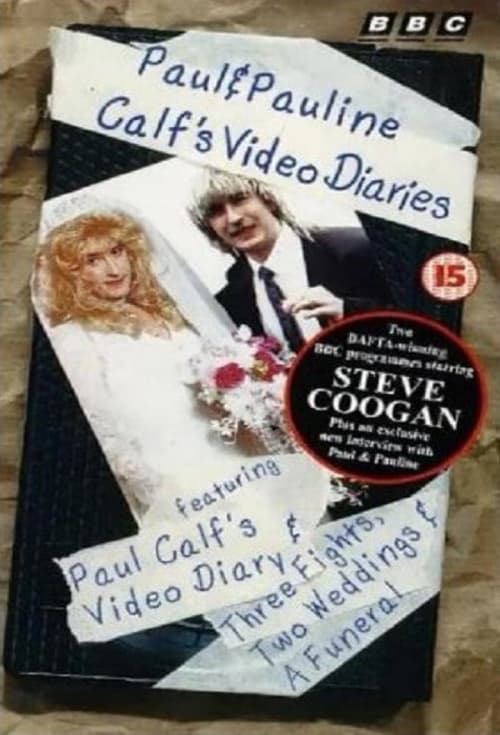 BBC
Paul & Pauline
Calf's Video Diaries
15
Two
BAFTA-winning
BBC programmes starring
STEVE
COOGAN
Plus an exclusive
new interview with
Paul & Pauline
featuring
Paul Calf's
Video Diary &
Three Fights,
Two Weddings &
A Funeral